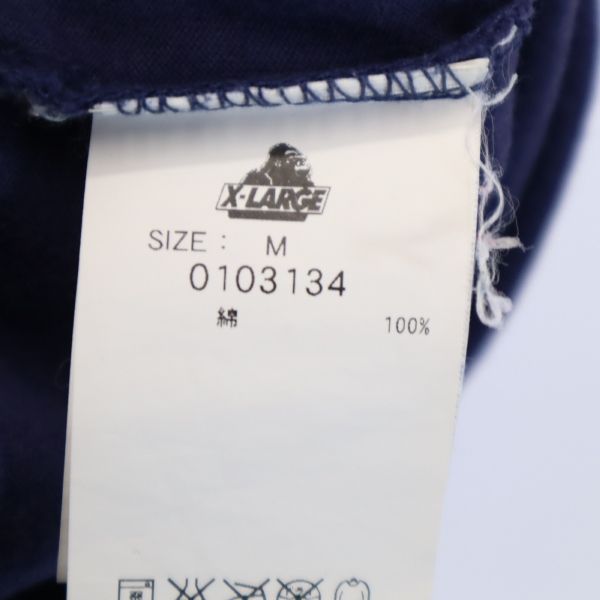 X-LARGE
SIZE: M
0103134
綿 100%